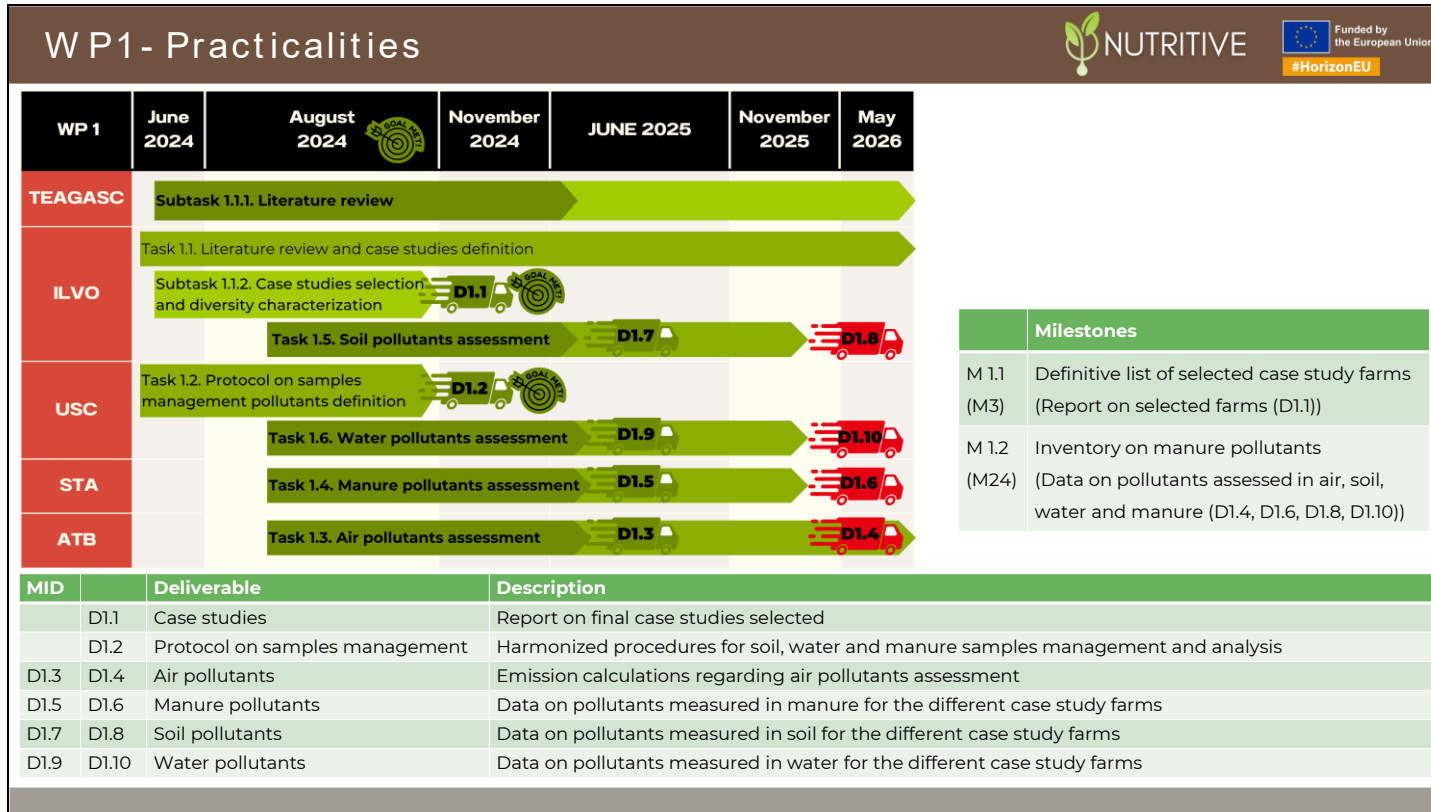 WP1- Practicalities
NUTRITIVE
Funded by
the European Union
#HorizonEU
WP 1
June
2024
August
2024
GOAL MET!
November
2024
JUNE 2025
November
2025
May
2026
TEAGASC
Subtask 1.1.1. Literature review
ILVO
Task 1.1. Literature review and case studies definition
Subtask 1.1.2. Case studies selection
and diversity characterization
D1.1
GOAL MET!
Task 1.5. Soil pollutants assessment
D1.7
D1.8
USC
Task 1.2. Protocol on samples
management pollutants definition
D1.2
GOAL MET!
Task 1.6. Water pollutants assessment
D1.9
D1.10
STA
Task 1.4. Manure pollutants assessment
D1.5
D1.6
ATB
Task 1.3. Air pollutants assessment
D1.3
D1.4
Milestones
M 1.1
(M3)
Definitive list of selected case study farms
(Report on selected farms (D1.1))
M 1.2
(M24)
Inventory on manure pollutants
(Data on pollutants assessed in air, soil,
water and manure (D1.4, D1.6, D1.8, D1.10))
MID Deliverable Description
D1.1 Case studies Report on final case studies selected
D1.2 Protocol on samples management Harmonized procedures for soil, water and manure samples management and analysis
D1.3 D1.4 Air pollutants Emission calculations regarding air pollutants assessment
D1.5 D1.6 Manure pollutants Data on pollutants measured in manure for the different case study farms
D1.7 D1.8 Soil pollutants Data on pollutants measured in soil for the different case study farms
D1.9 D1.10 Water pollutants Data on pollutants measured in water for the different case study farms